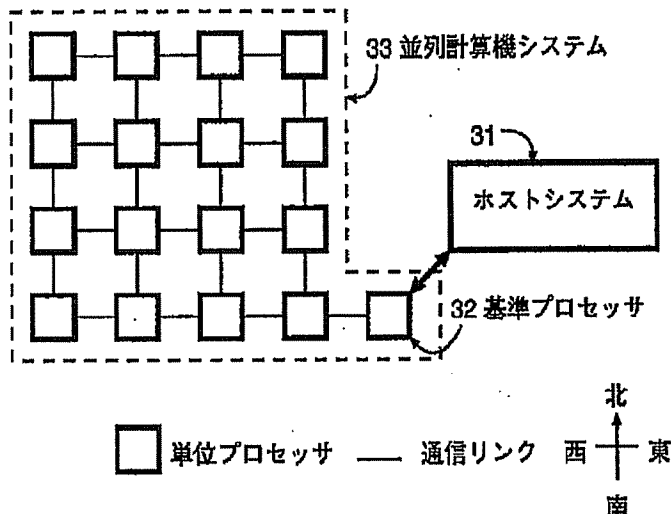 33 並列計算機システム
31
ホストシステム
32 基準プロセッサ
単位プロセッサ
通信リンク
北
西
東
南